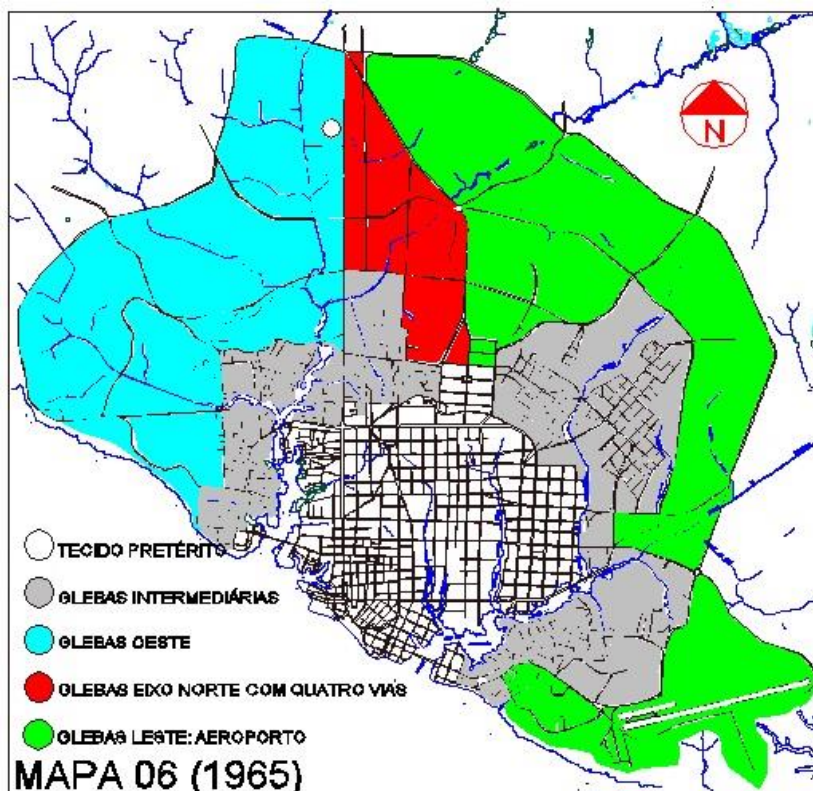 N
TECIDO PRETÉRITO
GLEBAS INTERMEDIÁRIAS
GLEBAS OESTE
GLEBAS EIXO NORTE COM QUATRO VIAS
GLEBAS LESTE: AEROPORTO
MAPA 06 (1965)